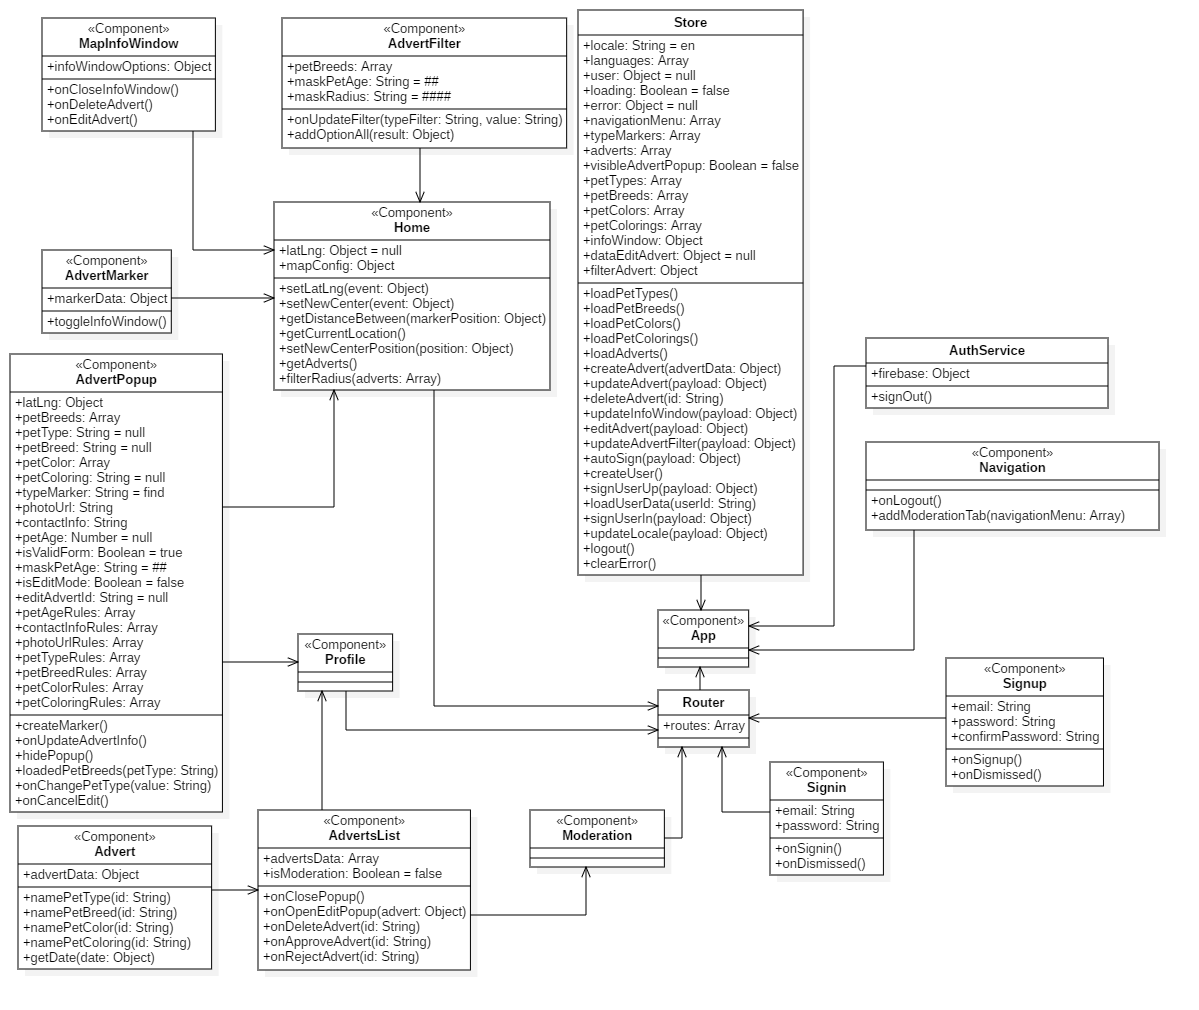 «Component»
MapInfoWindow
+infoWindowOptions: Object
+onCloseInfoWindow()
+onDeleteAdvert()
+onEditAdvert()
«Component»
AdvertFilter
+petBreeds: Array
+maskPetAge: String = ##
+maskRadius: String = ####
+onUpdateFilter(typeFilter: String, value: String)
+addOptionAll(result: Object)
Store
+locale: String = en
+languages: Array
+user: Object = null
+loading: Boolean = false
+error: Object = null
+navigationMenu: Array
+typeMarkers: Array
+adverts: Array
+visibleAdvertPopup: Boolean = false
+petTypes: Array
+petBreeds: Array
+petColors: Array
+petColorings: Array
+infoWindow: Object
+dataEditAdvert: Object = null
+filterAdvert: Object
+loadPetTypes()
+loadPetBreeds()
+loadPetColors()
+loadPetColorings()
+loadAdverts()
+createAdvert(advertData: Object)
+updateAdvert(payload: Object)
+deleteAdvert(id: String)
+updateInfoWindow(payload: Object)
+editAdvert(payload: Object)
+updateAdvertFilter(payload: Object)
+autoSign(payload: Object)
+createUser()
+signUserUp(payload: Object)
+loadUserData(userId: String)
+signUserIn(payload: Object)
+updateLocale(payload: Object)
+logout()
+clearError()
«Component»
Home
+latLng: Object = null
+mapConfig: Object
+setLatLng(event: Object)
+setNewCenter(event: Object)
+getDistanceBetween(markerPosition: Object)
+getCurrentLocation()
+setNewCenterPosition(position: Object)
+getAdverts()
+filterRadius(adverts: Array)
«Component»
AdvertMarker
+markerData: Object
+toggleInfoWindow()
«Component»
AdvertPopup
+latLng: Object
+petBreeds: Array
+petType: String = null
+petBreed: String = null
+petColor: Array
+petColoring: String = null
+typeMarker: String = find
+photoUrl: String
+contactInfo: String
+petAge: Number = null
+isValidForm: Boolean = true
+maskPetAge: String = ##
+isEditMode: Boolean = false
+editAdvertId: String = null
+petAgeRules: Array
+contactInfoRules: Array
+photoUrlRules: Array
+petTypeRules: Array
+petBreedRules: Array
+petColorRules: Array
+petColoringRules: Array
+createMarker()
+onUpdateAdvertInfo()
+hidePopup()
+loadedPetBreeds(petType: String)
+onChangePetType(value: String)
+onCancelEdit()
AuthService
+firebase: Object
+signOut()
«Component»
Navigation
+onLogout()
+addModerationTab(navigationMenu: Array)
«Component»
App
«Component»
Profile
Router
+routes: Array
«Component»
Signup
+email: String
+password: String
+confirmPassword: String
+onSignup()
+onDismissed()
«Component»
Signin
+email: String
+password: String
+onSignin()
+onDismissed()
«Component»
Moderation
«Component»
AdvertsList
+advertsData: Array
+isModeration: Boolean = false
+onClosePopup()
+onOpenEditPopup(advert: Object)
+onDeleteAdvert(id: String)
+onApproveAdvert(id: String)
+onRejectAdvert(id: String)
«Component»
Advert
+advertData: Object
+namePetType(id: String)
+namePetBreed(id: String)
+namePetColor(id: String)
+namePetColoring(id: String)
+getDate(date: Object)